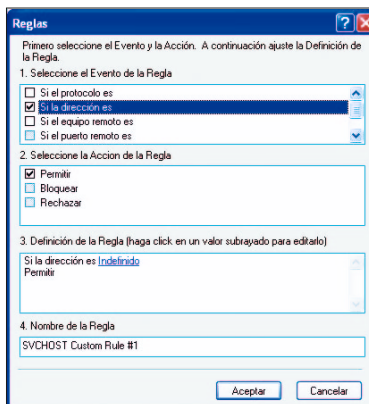 Reglas
Primero seleccione el Evento y la Acción. A continuación ajuste la Definición de
la Regla.
1. Seleccione el Evento de la Regla
Si el protocolo es
Si la dirección es
Si el equipo remoto es
Si el puerto remoto es
2. Seleccione la Accion de la Regla
Permitir
Bloquear
Rechazar
3. Definición de la Regla (haga click en un valor subrayado para editarlo)
Si la dirección es Indefinido
Permitir
4. Nombre de la Regla
SVCHOST Custom Rule #1
Aceptar
Cancelar